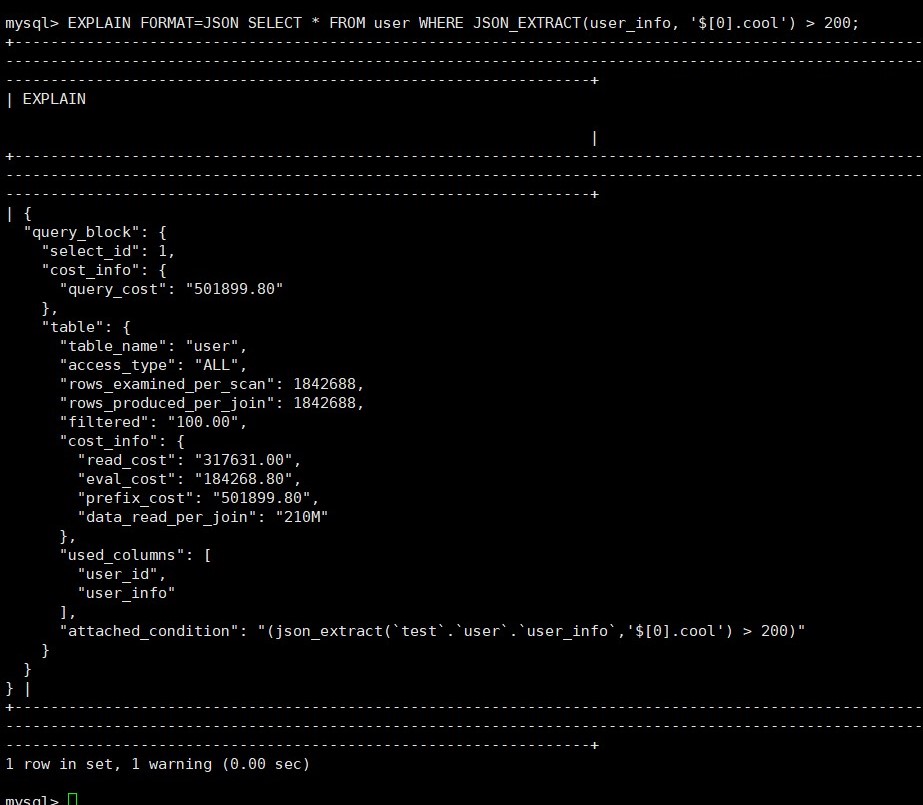 mysql> EXPLAIN FORMAT=JSON SELECT * FROM user WHERE JSON_EXTRACT(user_info, '$[0].cool') > 200;
+------------------------------------------------------------------------------------------------------
-------------------------------------------------------------------------------------------------------
-----------------------------------------------------------------+
| EXPLAIN
|
+------------------------------------------------------------------------------------------------------
-------------------------------------------------------------------------------------------------------
-----------------------------------------------------------------+
| {
  "query_block": {
    "select_id": 1,
    "cost_info": {
      "query_cost": "501899.80"
    },
    "table": {
      "table_name": "user",
      "access_type": "ALL",
      "rows_examined_per_scan": 1842688,
      "rows_produced_per_join": 1842688,
      "filtered": "100.00",
      "cost_info": {
        "read_cost": "317631.00",
        "eval_cost": "184268.80",
        "prefix_cost": "501899.80",
        "data_read_per_join": "210M"
      },
      "used_columns": [
        "user_id",
        "user_info"
      ],
      "attached_condition": "(json_extract(`test`.`user`.`user_info`,'$[0].cool') > 200)"
    }
  }
} |
+------------------------------------------------------------------------------------------------------
-------------------------------------------------------------------------------------------------------
-----------------------------------------------------------------+
1 row in set, 1 warning (0.00 sec)
mysql>